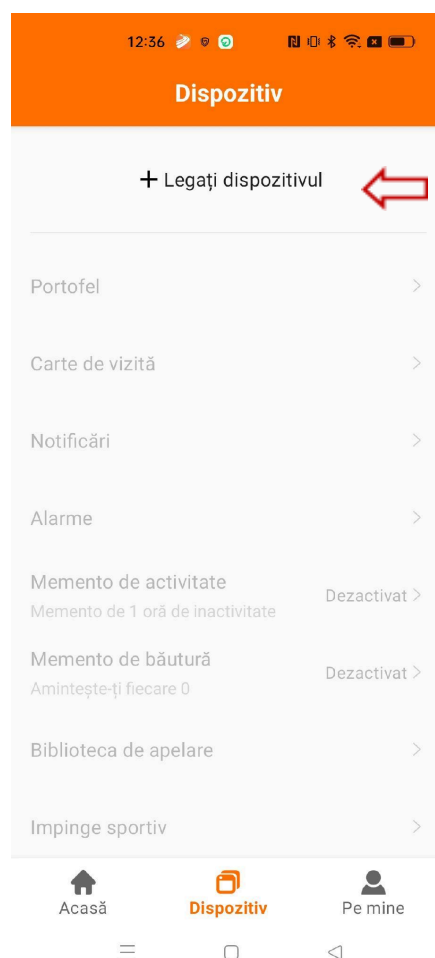 12:36
Dispozitiv
+ Legați dispozitivul
Portofel
Carte de vizită
Notificări
Alarme
Memento de activitate
Dezactivat
Memento de 1 oră de inactivitate
Memento de băutură
Dezactivat
Amintește-ți fiecare 0
Biblioteca de apelare
Impinge sportiv
Acasă Dispozitiv Pe mine